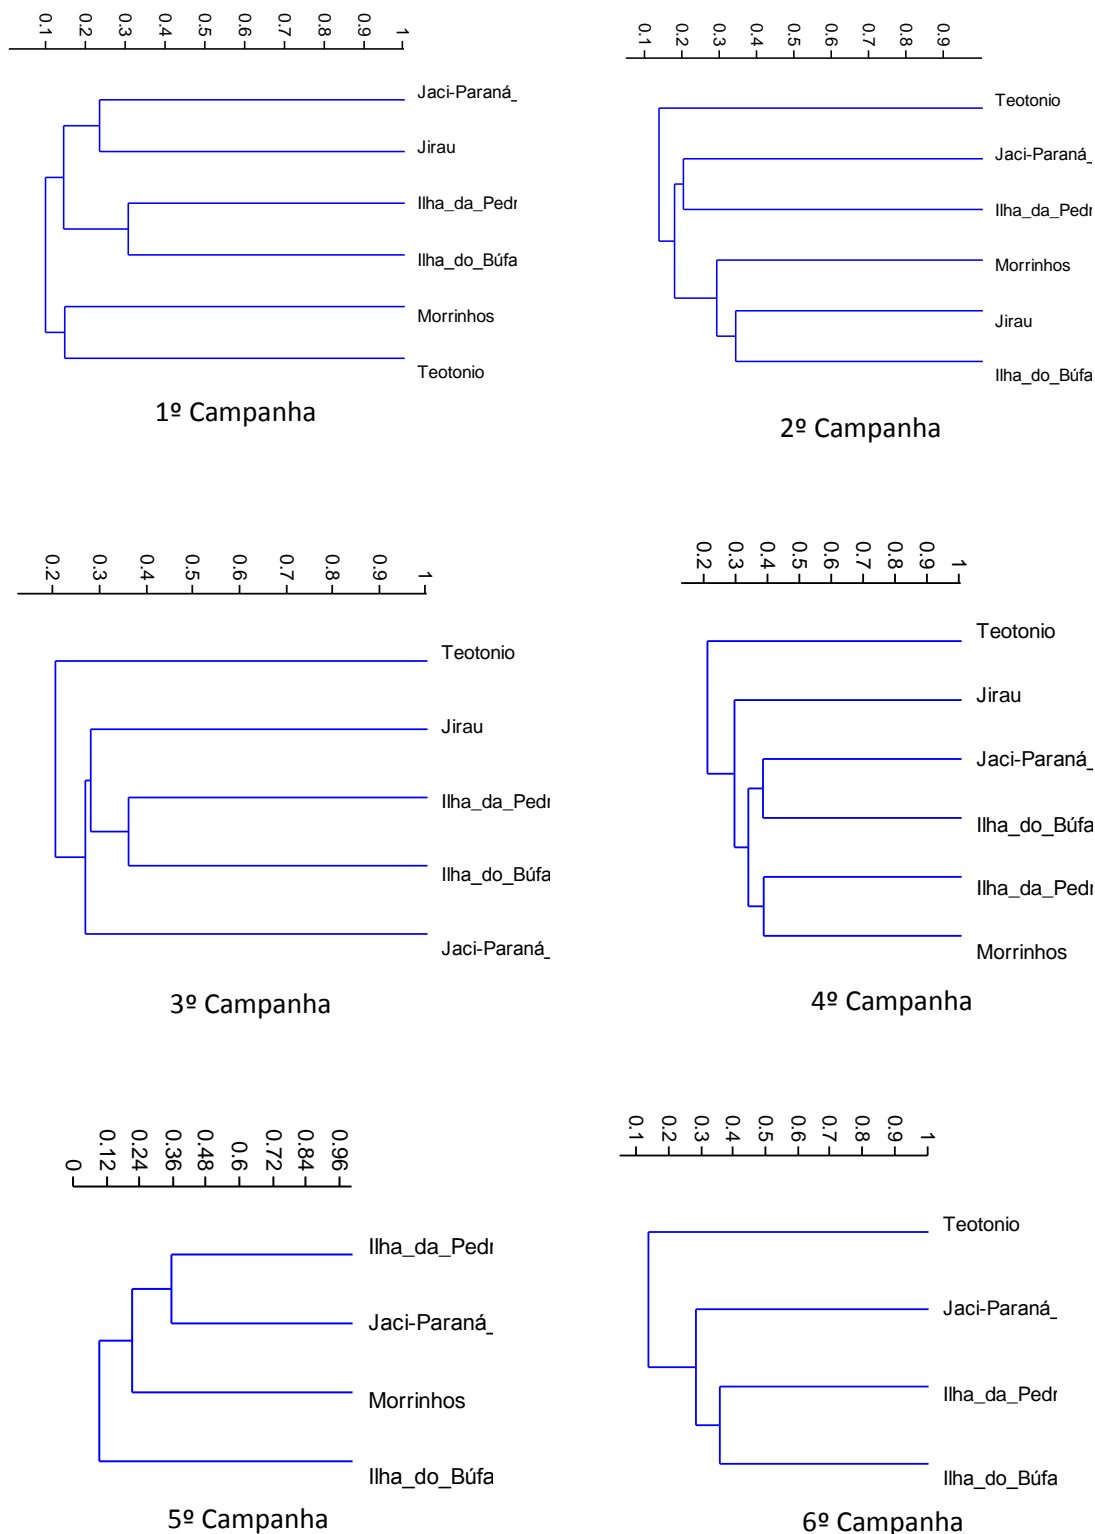 0.1 0.2 0.3 0.4 0.5 0.6 0.7 0.8 0.9 1
Jaci-Paraná_
Jirau
Ilha_da_Pedr
Ilha_do_Búfa
Morrinhos
Teotonio
1º Campanha
0.1 0.2 0.3 0.4 0.5 0.6 0.7 0.8 0.9
Teotonio
Jaci-Paraná_
Ilha_da_Pedr
Morrinhos
Jirau
Ilha_do_Búfa
2º Campanha
0.2 0.3 0.4 0.5 0.6 0.7 0.8 0.9 1
Teotonio
Jirau
Ilha_da_Pedr
Ilha_do_Búfa
Jaci-Paraná_
3º Campanha
0.2 0.3 0.4 0.5 0.6 0.7 0.8 0.9 1
Teotonio
Jirau
Jaci-Paraná_
Ilha_do_Búfa
Ilha_da_Pedr
Morrinhos
4º Campanha
0 0.12 0.24 0.36 0.48 0.6 0.72 0.84 0.96
Ilha_da_Pedr
Jaci-Paraná_
Morrinhos
Ilha_do_Búfa
5º Campanha
0.1 0.2 0.3 0.4 0.5 0.6 0.7 0.8 0.9 1
Teotonio
Jaci-Paraná_
Ilha_da_Pedr
Ilha_do_Búfa
6º Campanha